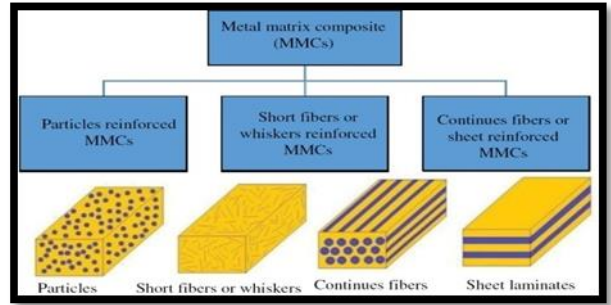 Metal matrix composite
(MMCs)
Particles reinforced
MMCs
Short fibers or
whiskers reinforced
MMCs
Continues fibers or
sheet reinforced
MMCs
Particles
Short fibers or whiskers
Continues fibers
Sheet laminates